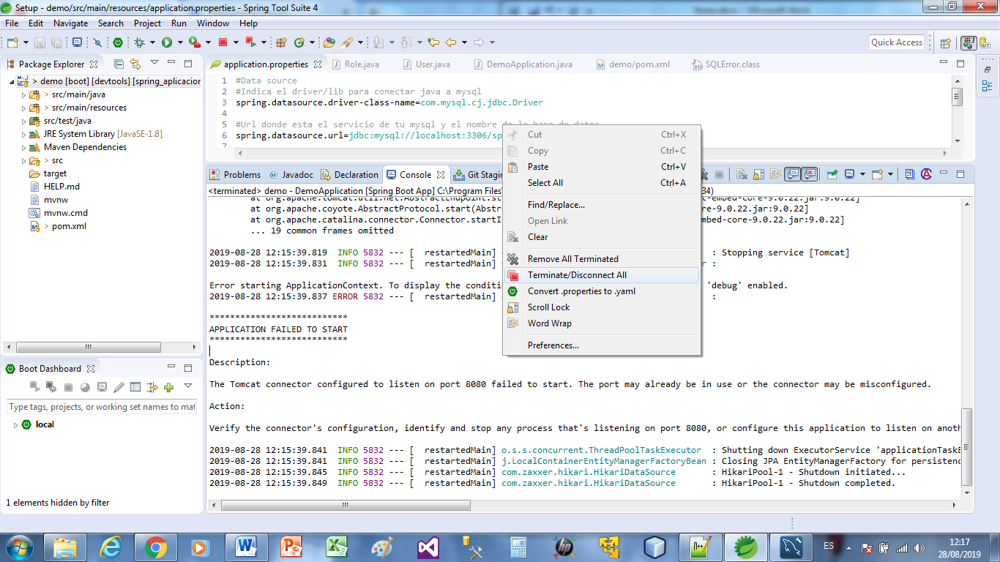 Setup - demo/src/main/resources/application.properties - Spring Tool Suite 4
File Edit Navigate Search Project Run Window Help
Quick Access
Package Explorer
application.properties
Role.java
User.java
DemoApplication.java
demo/pom.xml
SQLError.class
> demo [boot] [devtools] [spring_aplicacion
> src/main/java
> src/main/resources
src/test/java
JRE System Library [JavaSE-1.8]
Maven Dependencies
> src
target
HELP.md
mvnw
mvnw.cmd
> pom.xml
1 #Data source
2 #Indica el driver/lib para conectar java a mysql
3 spring.datasource.driver-class-name=com.mysql.cj.jdbc.Driver
4
5 #Url donde esta el servicio de tu mysql y el nombre de la base de datos
6 spring.datasource.url=jdbc:mysql://localhost:3306/sp
7
Cut Ctrl+X
Copy Ctrl+C
Paste Ctrl+V
Select All Ctrl+A
Find/Replace...
Open Link
Clear
Remove All Terminated
Terminate/Disconnect All
Convert .properties to .yaml
Scroll Lock
Word Wrap
Preferences...
Problems @ Javadoc Declaration Console Git Stagin
<terminated> demo - DemoApplication [Spring Boot App] C:\Program Files\ 34)
at org.apache.tomcat.util.net.AbstractEndpoint.st t-embed-core-9.0.22.jar:9.0.22]
at org.apache.coyote.AbstractProtocol.start(Abstr e-9.0.22.jar:9.0.22]
at org.apache.catalina.connector.Connector.startI mbed-core-9.0.22.jar:9.0.22]
... 19 common frames omitted
2019-08-28 12:15:39.819 INFO 5832 --- [ restartedMain] : Stopping service [Tomcat]
2019-08-28 12:15:39.831 INFO 5832 --- [ restartedMain] r :
Error starting ApplicationContext. To display the conditi 'debug' enabled.
2019-08-28 12:15:39.837 ERROR 5832 --- [ restartedMain] :
***************************
APPLICATION FAILED TO START
***************************
Description:
The Tomcat connector configured to listen on port 8080 failed to start. The port may already be in use or the connector may be misconfigured.
Action:
Verify the connector's configuration, identify and stop any process that's listening on port 8080, or configure this application to listen on anoth
2019-08-28 12:15:39.841 INFO 5832 --- [ restartedMain] o.s.s.concurrent.ThreadPoolTaskExecutor : Shutting down ExecutorService 'applicationTaskE
2019-08-28 12:15:39.841 INFO 5832 --- [ restartedMain] j.LocalContainerEntityManagerFactoryBean : Closing JPA EntityManagerFactory for persistenc
2019-08-28 12:15:39.845 INFO 5832 --- [ restartedMain] com.zaxxer.hikari.HikariDataSource : HikariPool-1 - Shutdown initiated...
2019-08-28 12:15:39.849 INFO 5832 --- [ restartedMain] com.zaxxer.hikari.HikariDataSource : HikariPool-1 - Shutdown completed.
Boot Dashboard
Type tags, projects, or working set names to mat
local
1 elements hidden by filter
ES
12:17
28/08/2019